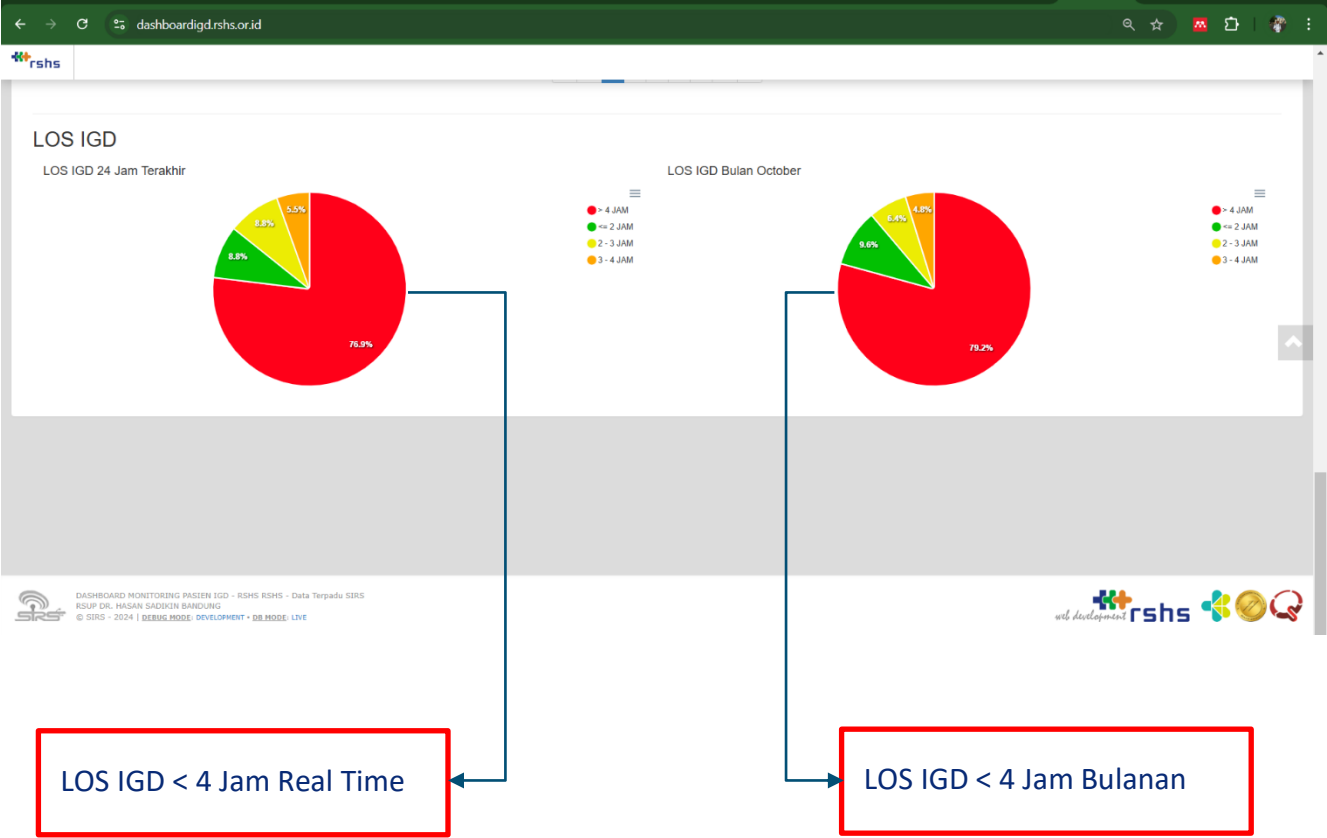 dashboardigd.rshs.or.id
rshs
LOS IGD
LOS IGD 24 Jam Terakhir
5.5%
8.8%
8.8%
76.9%
> 4 JAM
<= 2 JAM
2 - 3 JAM
3 - 4 JAM
LOS IGD Bulan October
4.8%
6.4%
9.6%
79.2%
> 4 JAM
<= 2 JAM
2 - 3 JAM
3 - 4 JAM
SIRS
DASHBOARD MONITORING PASIEN IGD - RSHS RSHS - Data Terpadu SIRS
RSUP DR. HASAN SADIKIN BANDUNG
© SIRS - 2024 | DEBUG MODE: DEVELOPMENT • DB MODE: LIVE
web development rshs
LOS IGD < 4 Jam Real Time
LOS IGD < 4 Jam Bulanan